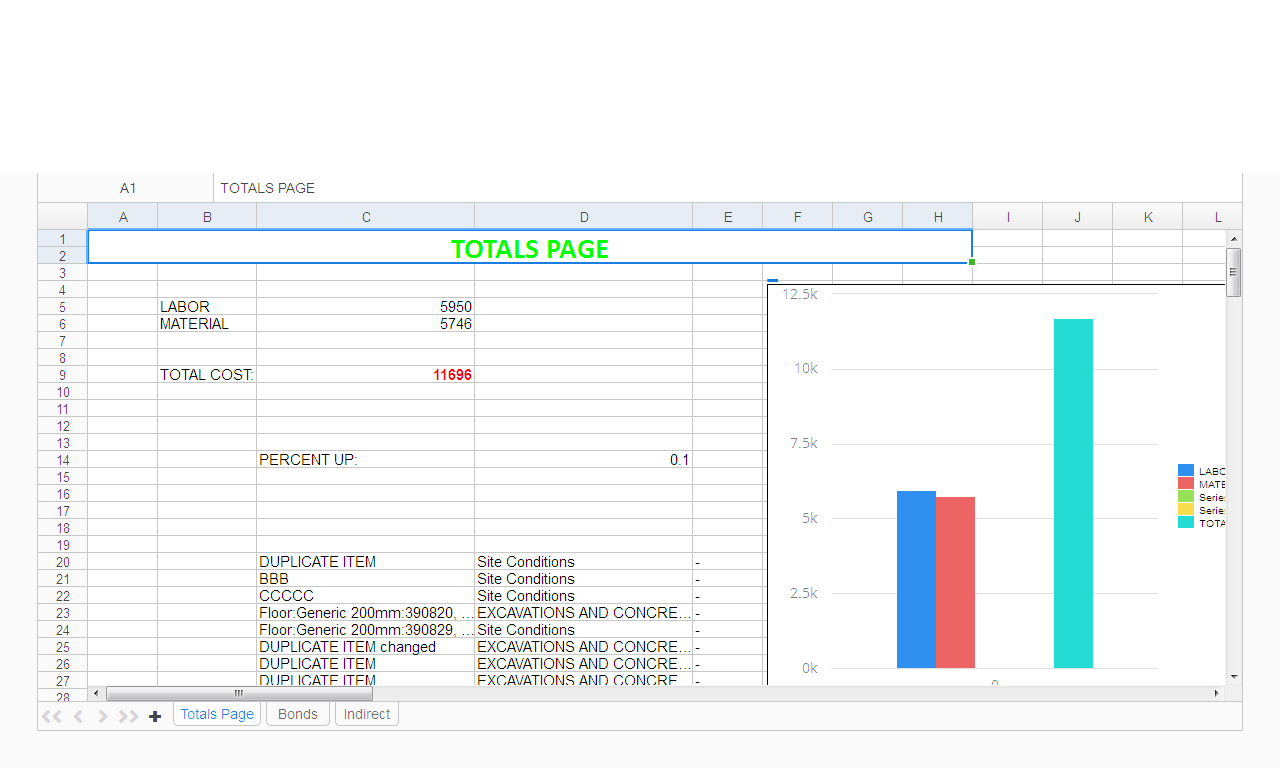 A1 TOTALS PAGE
A B C D E F G H I J K L
1 TOTALS PAGE
2
3
4
5 LABOR 5950
6 MATERIAL 5746
7
8
9 TOTAL COST: 11696
10
11
12
13
14 PERCENT UP: 0.1
15
16
17
18
19
20 DUPLICATE ITEM Site Conditions -
21 BBB Site Conditions -
22 CCCCC Site Conditions -
23 Floor:Generic 200mm:390820, ... EXCAVATIONS AND CONCRE... -
24 Floor:Generic 200mm:390829, ... Site Conditions -
25 DUPLICATE ITEM changed EXCAVATIONS AND CONCRE... -
26 DUPLICATE ITEM EXCAVATIONS AND CONCRE... -
27 DUPLICATE ITEM EXCAVATIONS AND CONCRE... -
28
12.5k
10k
7.5k
5k
2.5k
0k
0
LABO
MATE
Serie
Serie
TOTA
Totals Page Bonds Indirect